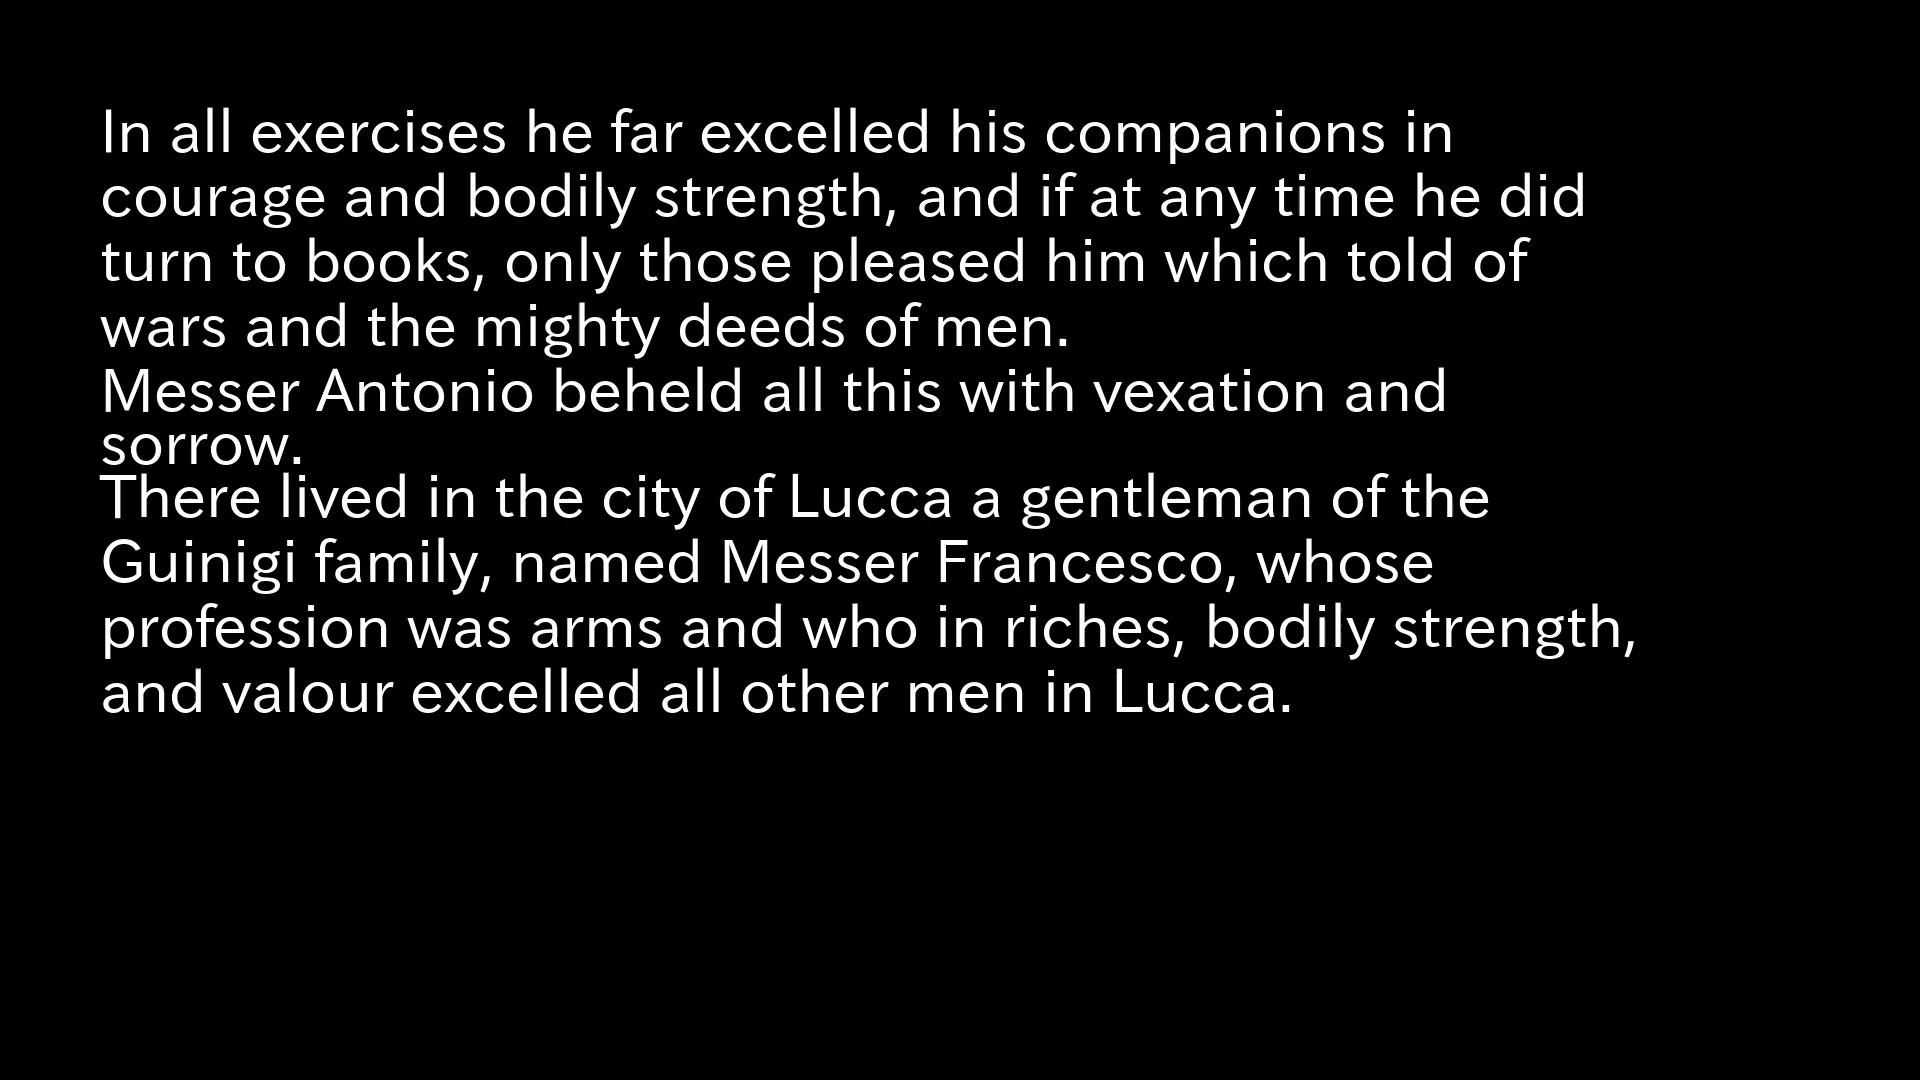 In all exercises he far excelled his companions in
courage and bodily strength, and if at any time he did
turn to books, only those pleased him which told of
wars and the mighty deeds of men.
Messer Antonio beheld all this with vexation and
sorrow.
There lived in the city of Lucca a gentleman of the
Guinigi family, named Messer Francesco, whose
profession was arms and who in riches, bodily strength,
and valour excelled all other men in Lucca.